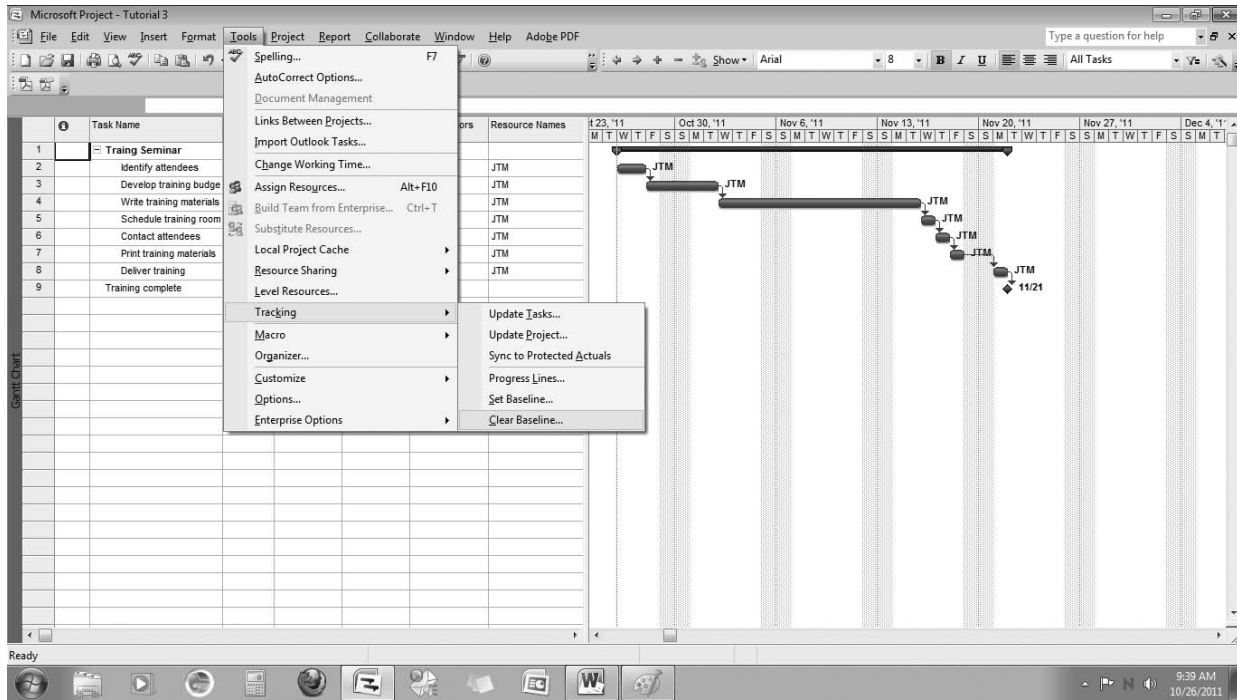 Microsoft Project - Tutorial 3
File Edit View Insert Format Tools Project Report Collaborate Window Help Adobe PDF
Type a question for help
Show
Arial
8
B I U
All Tasks
Spelling... F7
AutoCorrect Options...
Document Management
Links Between Projects...
Import Outlook Tasks...
Change Working Time...
Assign Resources... Alt+F10
Build Team from Enterprise... Ctrl+T
Substitute Resources...
Local Project Cache
Resource Sharing
Level Resources...
Tracking
Macro
Organizer...
Customize
Options...
Enterprise Options
Update Tasks...
Update Project...
Sync to Protected Actuals
Progress Lines...
Set Baseline...
Clear Baseline...
Task Name
ors
Resource Names
t 23, '11 Oct 30, '11 Nov 6, '11 Nov 13, '11 Nov 20, '11 Nov 27, '11 Dec 4, '1
M T W T F S S M T W T F S S M T W T F S S M T W T F S S M T W T F S S M T W T F S S M T
1 Traing Seminar
2 Identify attendees JTM JTM
3 Develop training budge JTM JTM
4 Write training materials JTM JTM
5 Schedule training room JTM JTM
6 Contact attendees JTM JTM
7 Print training materials JTM JTM
8 Deliver training JTM JTM
9 Training complete 11/21
Gantt Chart
Ready
9:39 AM
10/26/2011